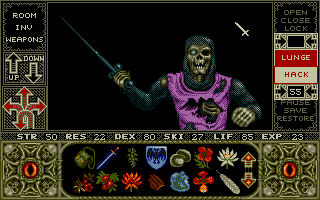 ROOM
INV
WEAPONS
UP
DOWN
OPEN
CLOSE
LOCK
LUNGE
HACK
55
PAUSE
SAVE
RESTORE
STR 50 RES 22 DEX 80 SKI 27 LIF 85 EXP 23